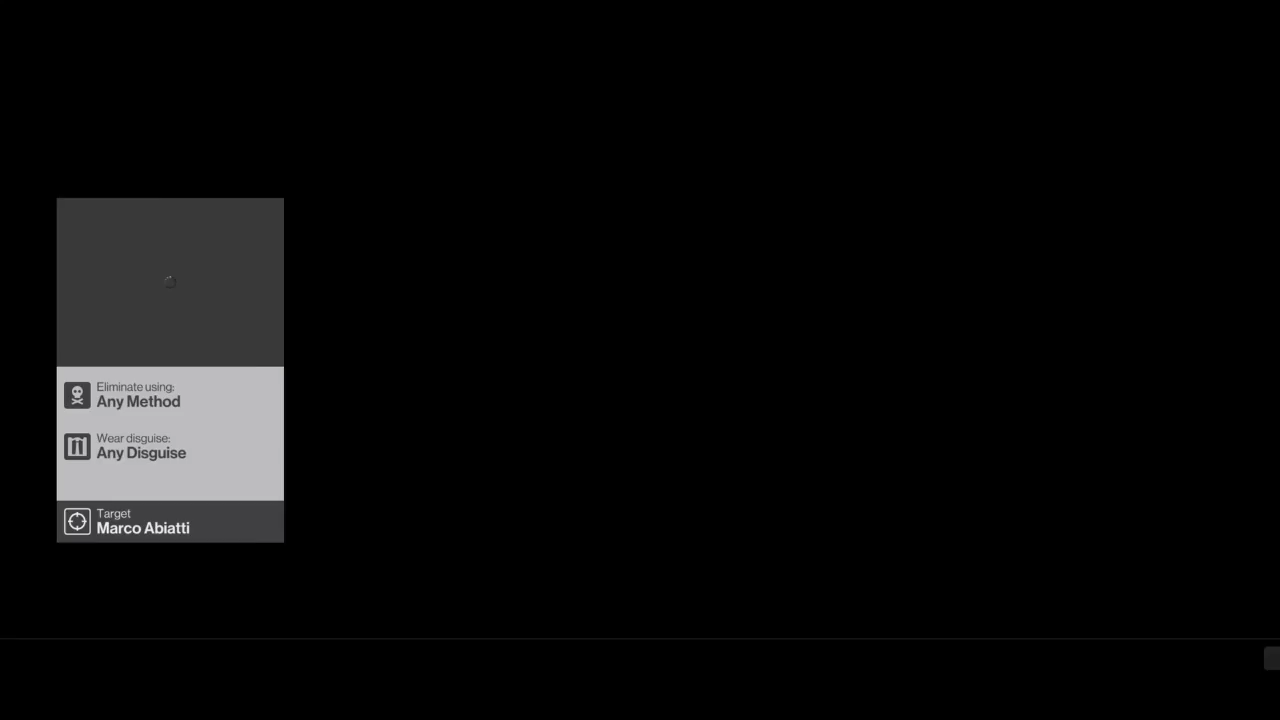 Eliminate using:
Any Method
Wear disguise:
Any Disguise
Target
Marco Abiatti